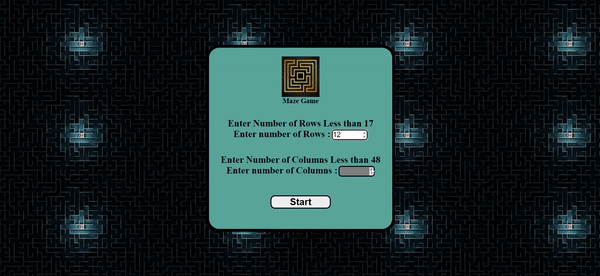 Maze Game
Enter Number of Rows Less than 17
Enter number of Rows : 12
Enter Number of Columns Less than 48
Enter number of Columns :
Start